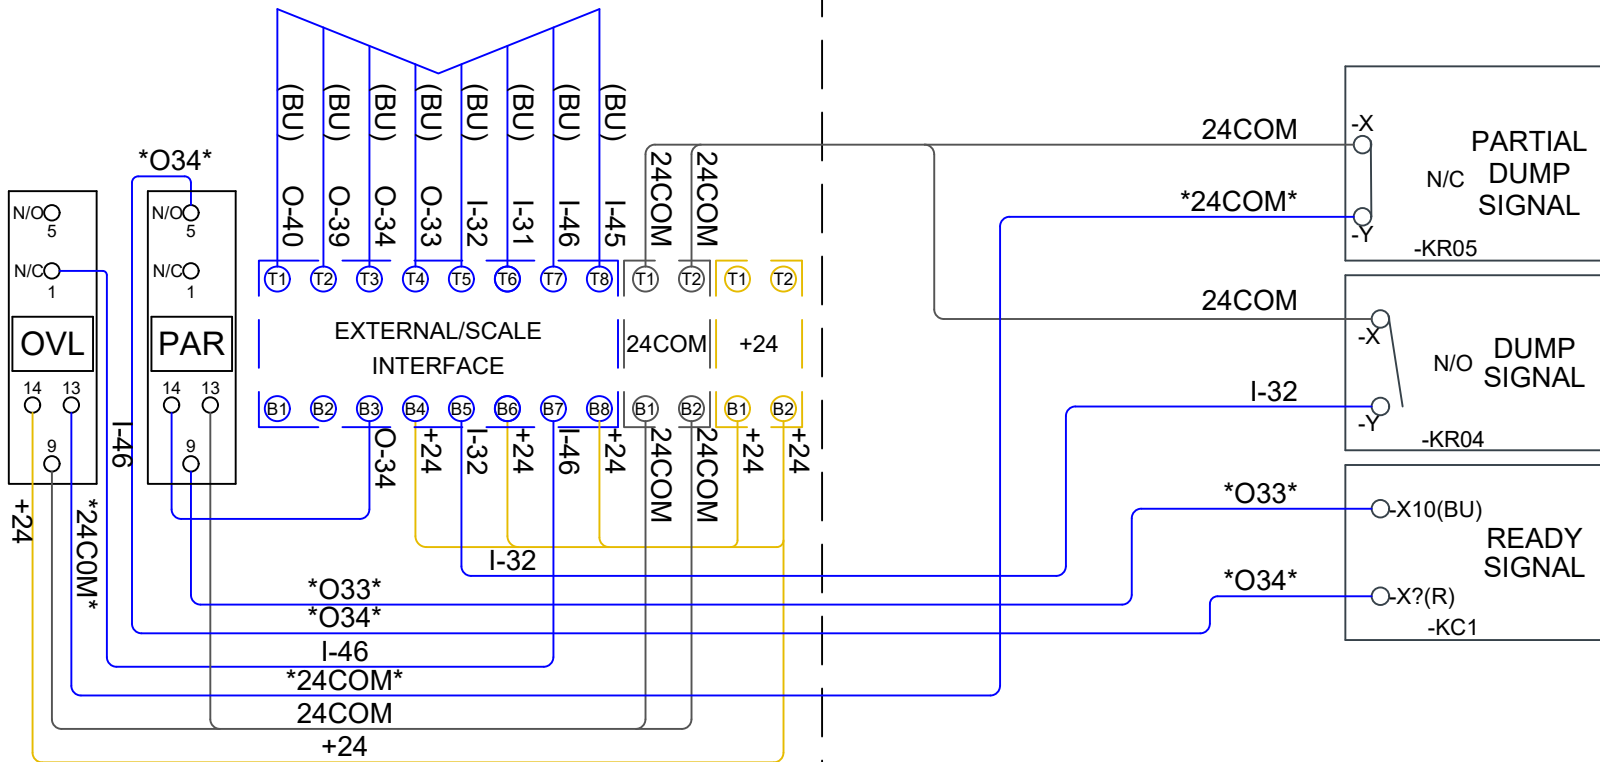 (BU)
(BU)
(BU)
(BU)
(BU)
(BU)
(BU)
(BU)
O-40
O-39
O-34
O-33
I-32
I-31
I-46
I-45
24COM
24COM
T1
T2
T3
T4
T5
T6
T7
T8
T1
T2
T1
T2
EXTERNAL/SCALE
INTERFACE
24COM
+24
B1
B2
B3
B4
B5
B6
B7
B8
B1
B2
B1
B2
O-34
+24
I-32
+24
I-46
+24
24COM
24COM
+24
+24
*O34*
N/O
5
N/C
1
OVL
14
13
9
N/O
5
N/C
1
PAR
14
13
9
I-46
+24
*24C0M*
I-32
*O33*
*O34*
I-46
*24COM*
24COM
+24
24COM
*24COM*
-X
-Y
N/C
PARTIAL
DUMP
SIGNAL
-KR05
24COM
I-32
-X
-Y
N/O
DUMP
SIGNAL
-KR04
*O33*
*O34*
-X10(BU)
-X?(R)
READY
SIGNAL
-KC1